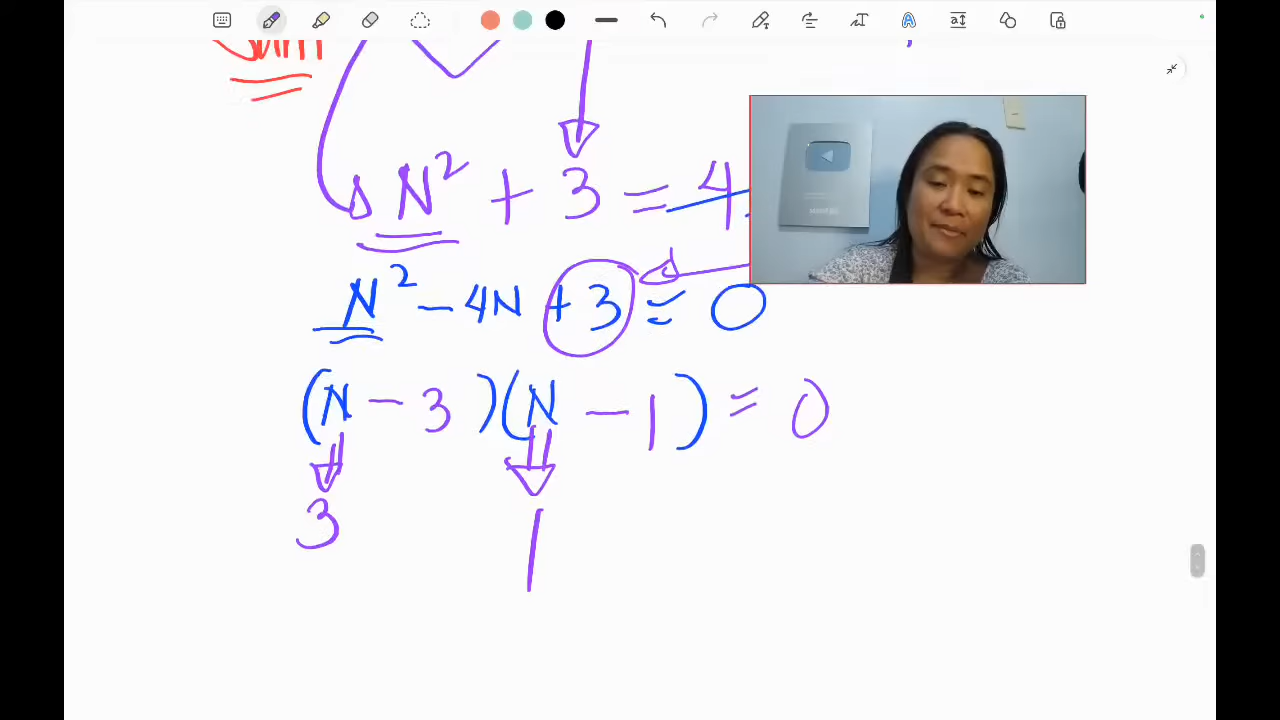 N² + 3 = 4
N² - 4N + 3 = 0
(N - 3)(N - 1) = 0
3 1